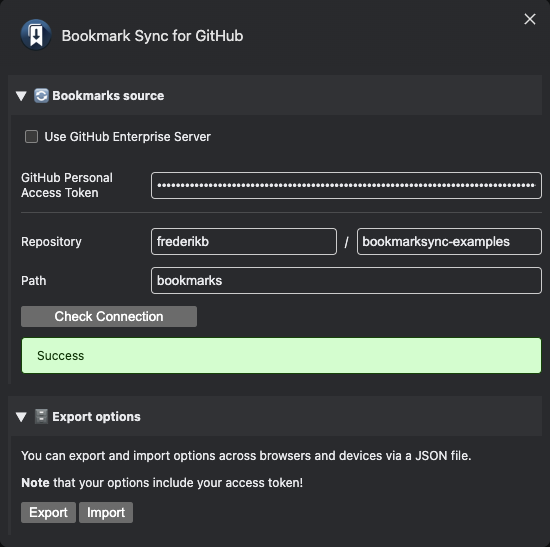 Bookmark Sync for GitHub
Bookmarks source
Use GitHub Enterprise Server
GitHub Personal
Access Token
Repository frederikb / bookmarksync-examples
Path bookmarks
Check Connection
Success
Export options
You can export and import options across browsers and devices via a JSON file.
Note that your options include your access token!
Export Import